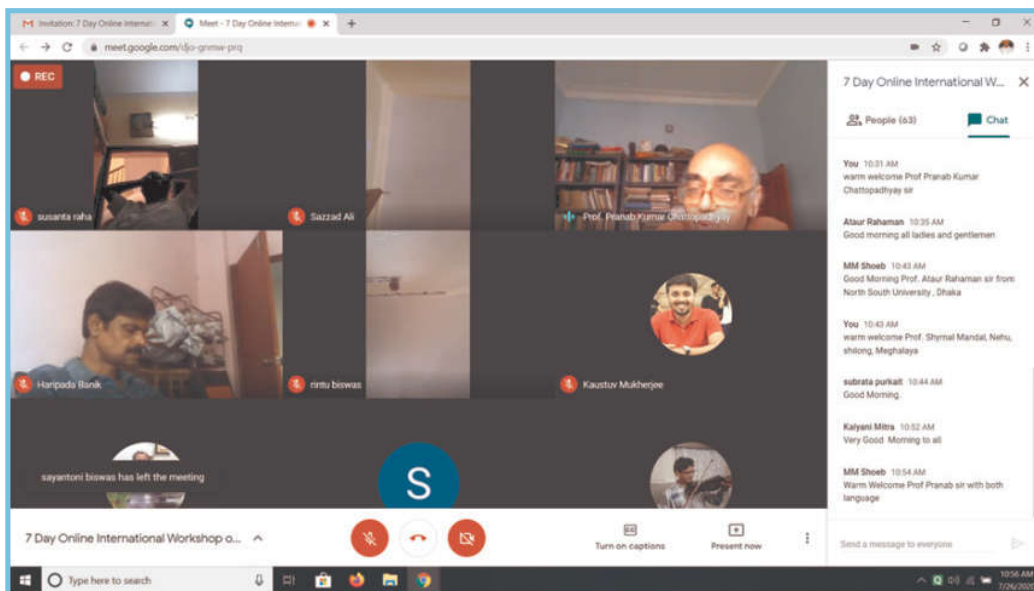 Invitation: 7 Day Online Internati
Meet - 7 Day Online Internat
meet.google.com/djo-gnmw-prq
REC
susanta raha
Sazzad Ali
Prof. Pranab Kumar Chattopadhyay
Haripada Banik
rintu biswas
Kaustuv Mukherjee
sayantoni biswas has left the meeting
S
7 Day Online International W...
People (63)
Chat
You 10:31 AM
warm welcome Prof Pranab Kumar
Chattopadhyay sir
Ataur Rahaman 10:35 AM
Good morning all ladies and gentlemen
MM Shoeb 10:43 AM
Good Morning Prof. Ataur Rahaman sir from
North South University , Dhaka
You 10:43 AM
warm welcome Prof. Shymal Mandal, Nehu,
shilong, Meghalaya
subrata purkait 10:44 AM
Good Morning.
Kalyani Mitra 10:52 AM
Very Good Morning to all
MM Shoeb 10:54 AM
Warm Welcome Prof Pranab sir with both
language
Send a message to everyone
7 Day Online International Workshop o...
Turn on captions
Present now
Type here to search
10:56 AM
7/26/2020